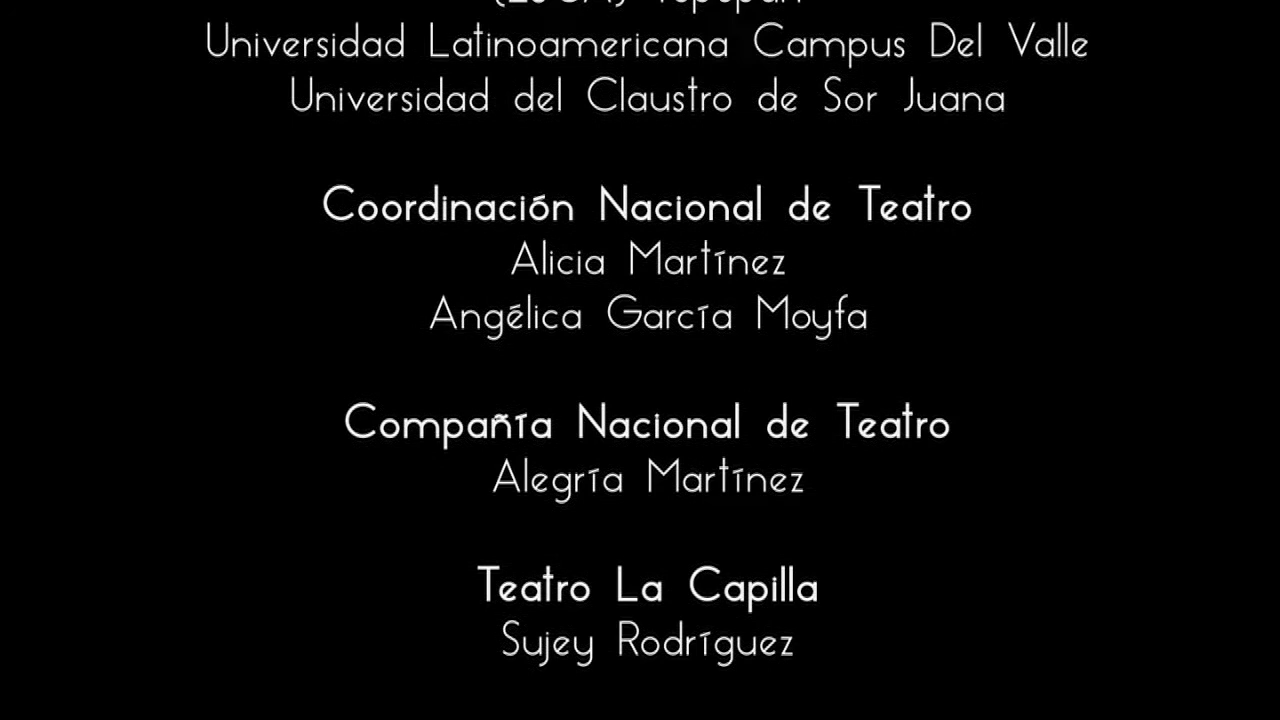 Universidad Latinoamericana Campus Del Valle
Universidad del Claustro de Sor Juana
Coordinación Nacional de Teatro
Alicia Martínez
Angélica García Moyfa
Compañía Nacional de Teatro
Alegría Martínez
Teatro La Capilla
Sujey Rodríguez